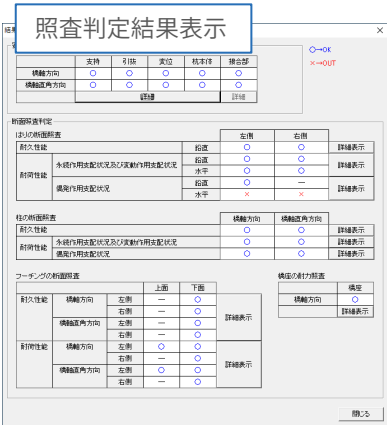 照査判定結果表示
結果
×
○→OK
×→OUT
支持 引抜 変位 杭本体 接合部
橋軸方向 ○ ○ ○ ○ ○
橋軸直角方向 ○ ○ ○ ○ ○
詳細 詳細
断面照査判定
はりの断面照査
左側 右側
耐久性能 鉛直 ○ ○ 詳細表示
耐荷性能 永続作用支配状況及び変動作用支配状況 鉛直 ○ ○ 詳細表示
水平 ○ ○
偶発作用支配状況 鉛直 ○ ― 詳細表示
水平 × ×
柱の断面照査
橋軸方向 橋軸直角方向
耐久性能 ○ ○ 詳細表示
耐荷性能 永続作用支配状況及び変動作用支配状況 ○ ○ 詳細表示
偶発作用支配状況 ○ ○ 詳細表示
フーチングの断面照査
上面 下面
耐久性能 橋軸方向 左側 ― ○ 詳細表示
右側 ― ○
橋軸直角方向 左側 ― ○
右側 ― ○
耐荷性能 橋軸方向 左側 ○ ○ 詳細表示
右側 ― ○
橋軸直角方向 左側 ○ ○
右側 ― ○
橋座の耐力照査
橋座
橋軸方向 ○
詳細表示
閉じる